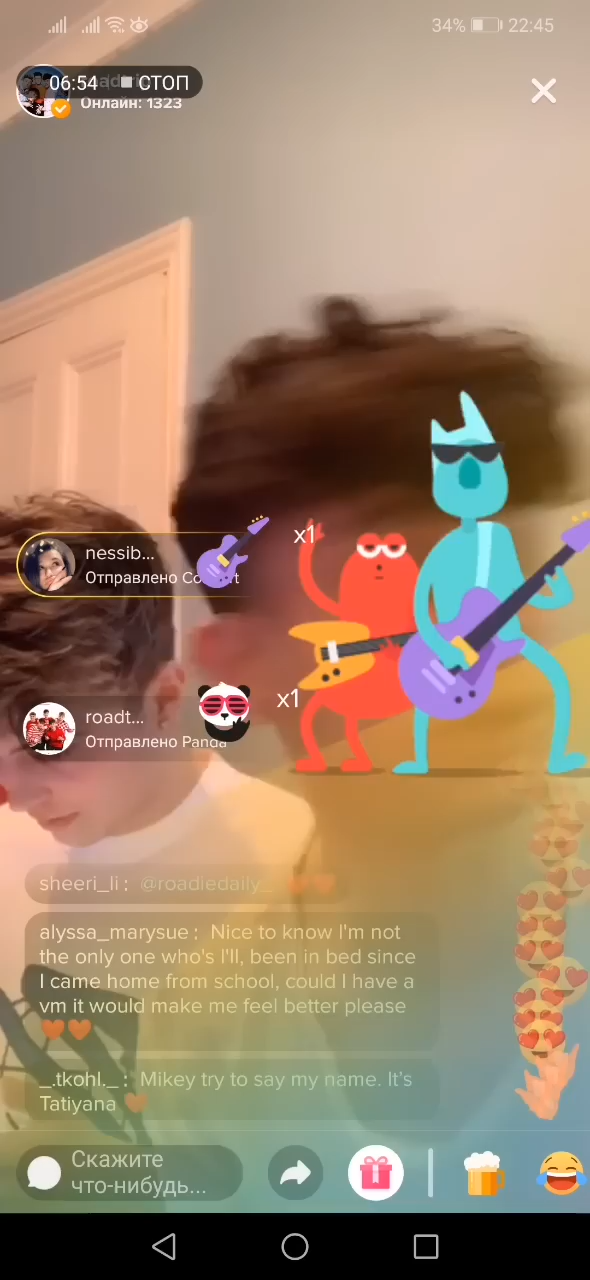 34% 22:45
06:54 СТОП
Онлайн: 1323
nessib...
x1
Отправлено Co
roadt...
x1
Отправлено Panda
sheeri_li : @roadiedaily_ 🧡🧡
alyssa_marysue : Nice to know I'm not
the only one who's I'll, been in bed since
I came home from school, could I have a
vm it would make me feel better please
🧡🧡
_.tkohl._ : Mikey try to say my name. It's
Tatiyana 🧡
Скажите
что-нибудь...